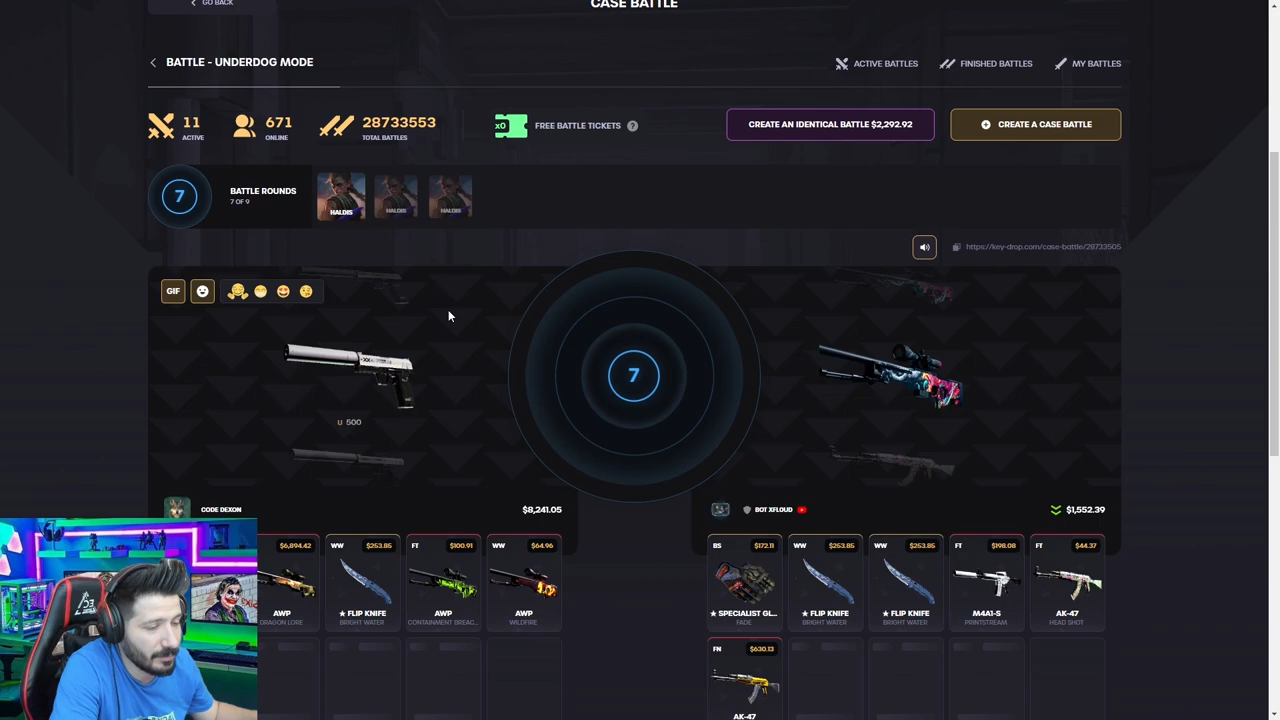 GO BACK
CASE BATTLE
BATTLE - UNDERDOG MODE
ACTIVE BATTLES
FINISHED BATTLES
MY BATTLES
11
ACTIVE
671
ONLINE
28733553
TOTAL BATTLES
x0
FREE BATTLE TICKETS ?
CREATE AN IDENTICAL BATTLE $2,292.92
CREATE A CASE BATTLE
7
BATTLE ROUNDS
7 OF 9
HALDIS
HALDIS
HALDIS
https://key-drop.com/case-battle/28733505
GIF
7
U 500
CODE DEXON
$8,241.05
BOT XFLOUD
$1,552.39
$6,894.42
AWP
DRAGON LORE
WW
$253.85
★ FLIP KNIFE
BRIGHT WATER
FT
$100.91
AWP
CONTAINMENT BREAC...
WW
$64.96
AWP
WILDFIRE
BS
$172.11
★ SPECIALIST GL...
FADE
WW
$253.85
★ FLIP KNIFE
BRIGHT WATER
WW
$253.85
★ FLIP KNIFE
BRIGHT WATER
FT
$198.08
M4A1-S
PRINTSTREAM
FT
$44.37
AK-47
HEAD SHOT
FN
$630.13
AK-47